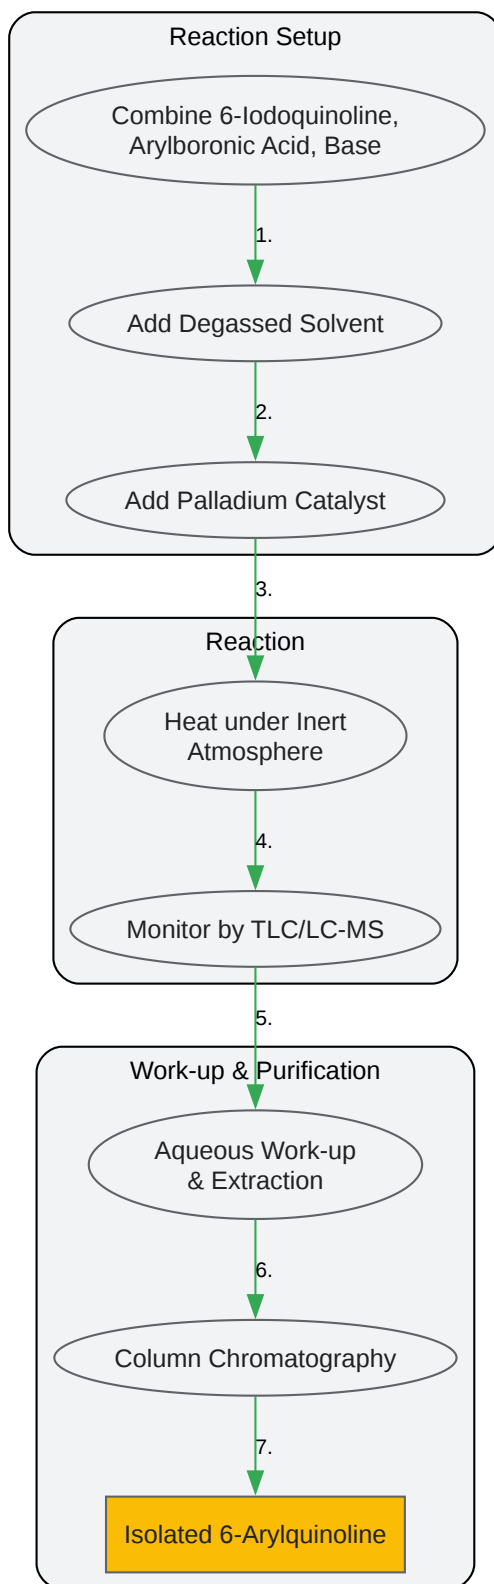 Reaction Setup
Combine 6-Iodoquinoline,
Arylboronic Acid, Base
1.
Add Degassed Solvent
2.
Add Palladium Catalyst
3.
Reaction
Heat under Inert
Atmosphere
4.
Monitor by TLC/LC-MS
5.
Work-up & Purification
Aqueous Work-up
& Extraction
6.
Column Chromatography
7.
Isolated 6-Arylquinoline